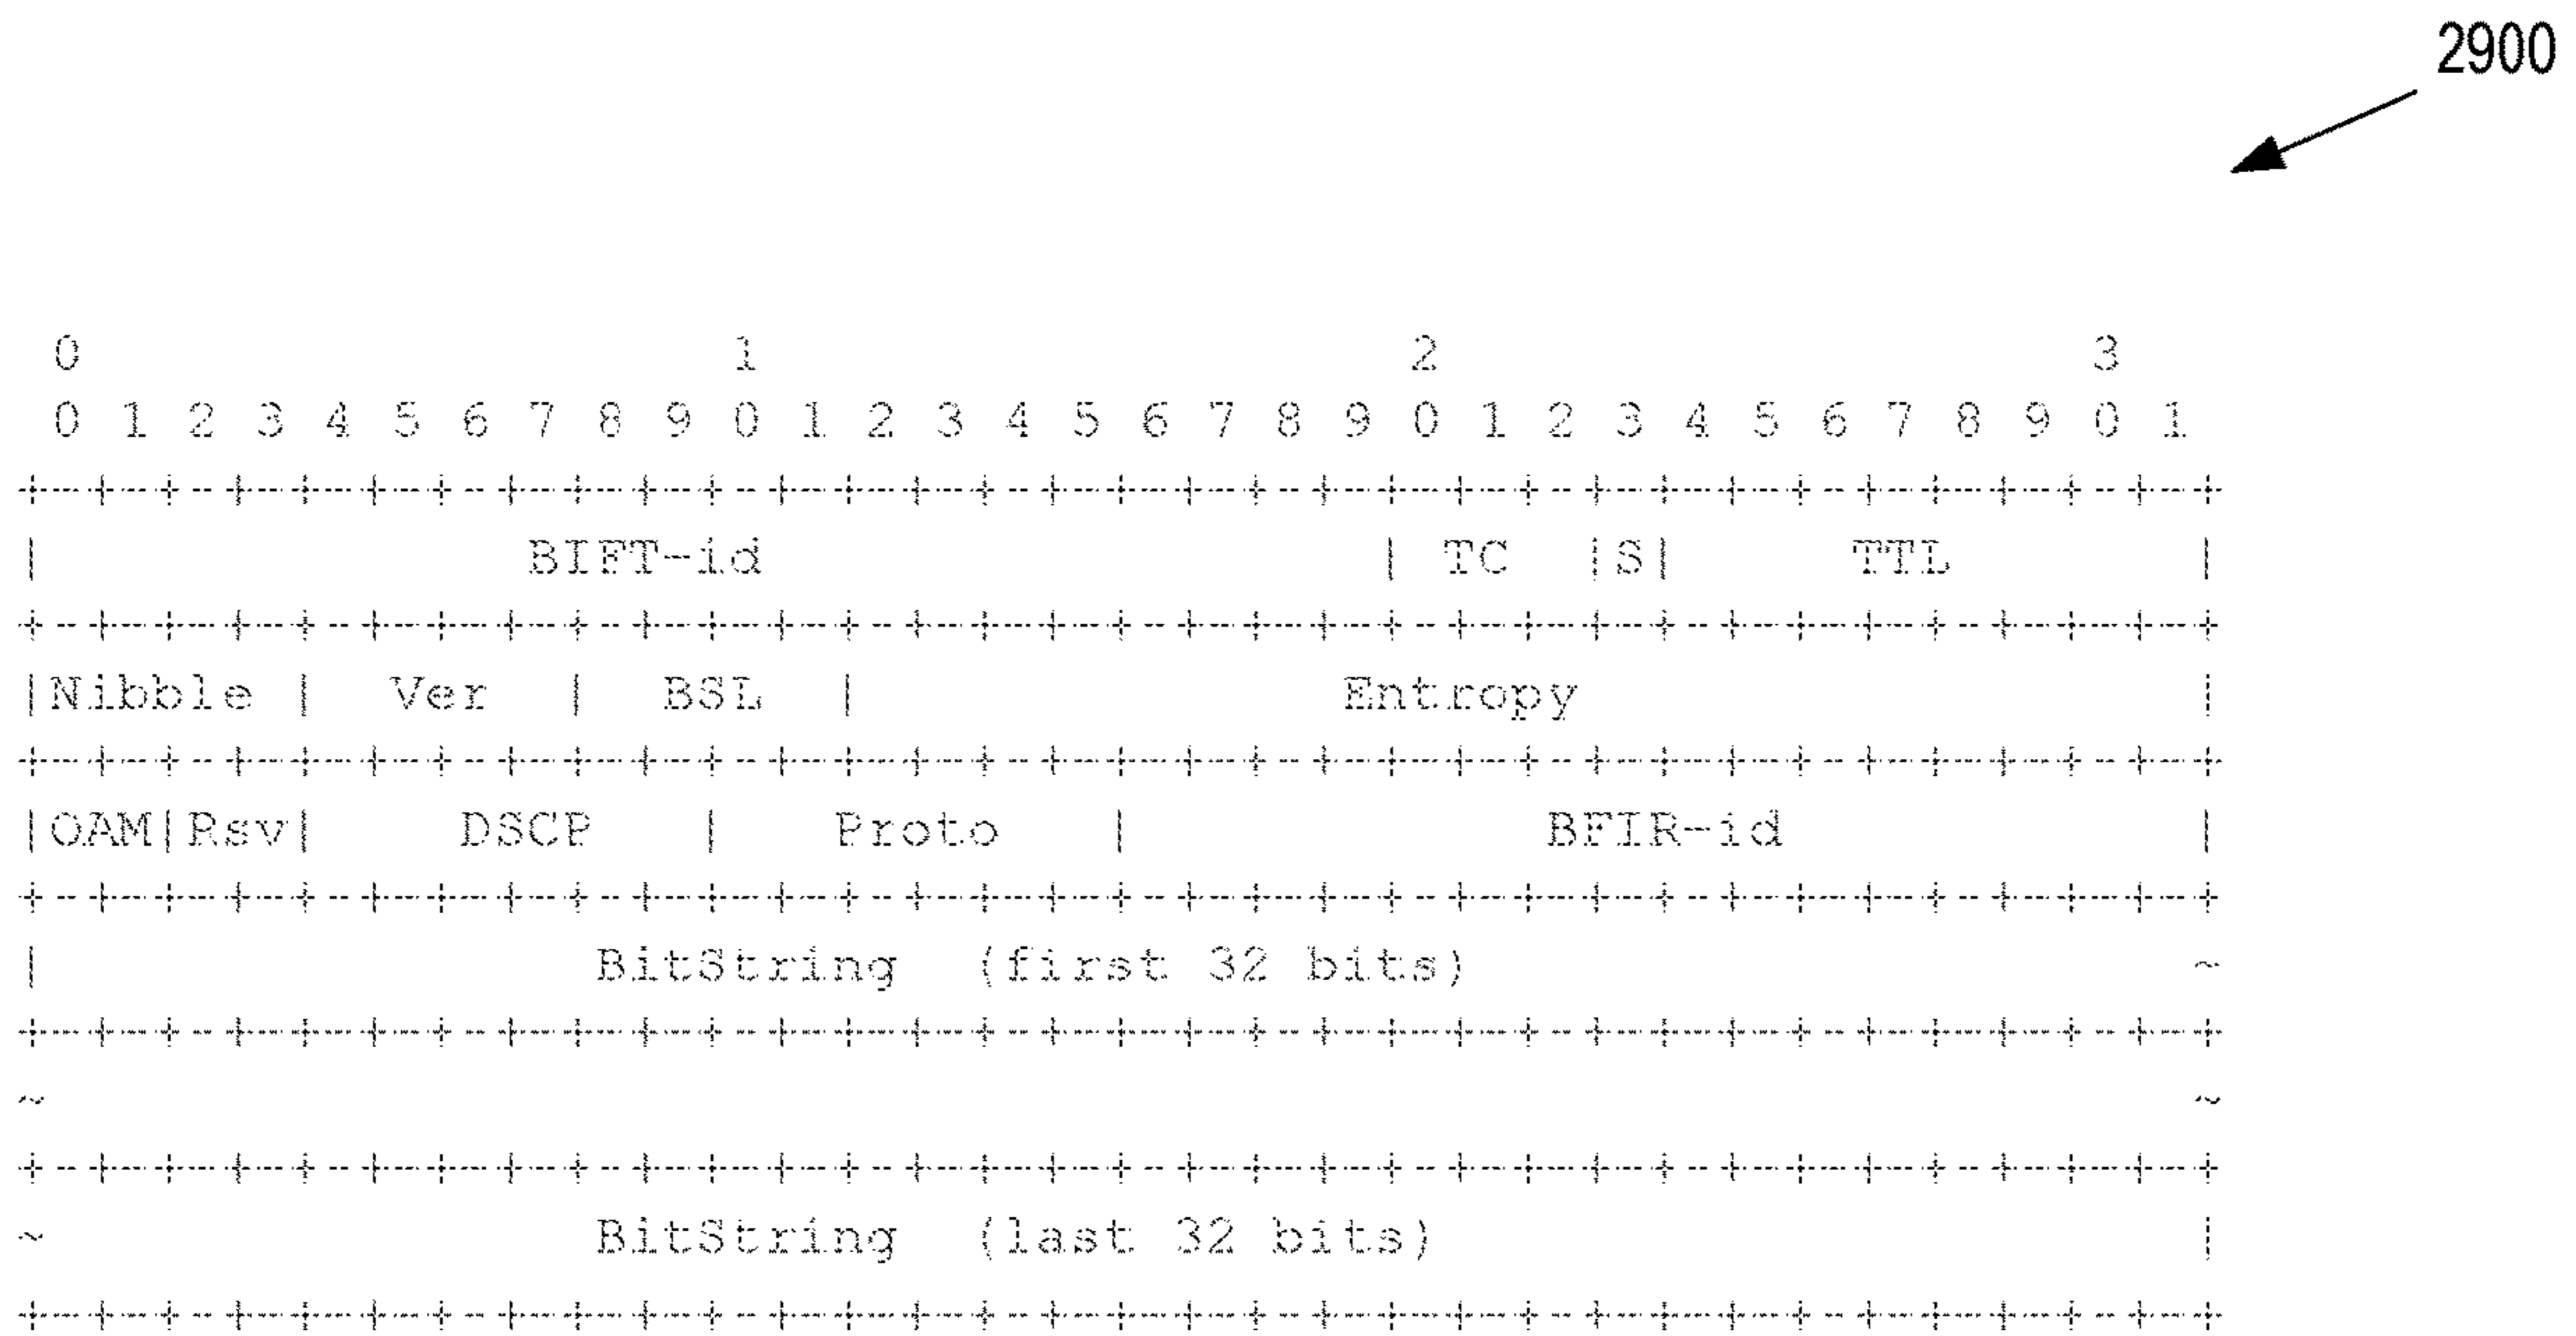 2900
 0                   1                   2                   3
 0 1 2 3 4 5 6 7 8 9 0 1 2 3 4 5 6 7 8 9 0 1 2 3 4 5 6 7 8 9 0 1
+-+-+-+-+-+-+-+-+-+-+-+-+-+-+-+-+-+-+-+-+-+-+-+-+-+-+-+-+-+-+-+-+
|              BIFT-id                  | TC  |S|     TTL       |
+-+-+-+-+-+-+-+-+-+-+-+-+-+-+-+-+-+-+-+-+-+-+-+-+-+-+-+-+-+-+-+-+
|Nibble |  Ver  |  BSL  |              Entropy                  |
+-+-+-+-+-+-+-+-+-+-+-+-+-+-+-+-+-+-+-+-+-+-+-+-+-+-+-+-+-+-+-+-+
|OAM|Rsv|    DSCP   |   Proto   |            BFIR-id            |
+-+-+-+-+-+-+-+-+-+-+-+-+-+-+-+-+-+-+-+-+-+-+-+-+-+-+-+-+-+-+-+-+
|                BitString  (first 32 bits)                     ~
+-+-+-+-+-+-+-+-+-+-+-+-+-+-+-+-+-+-+-+-+-+-+-+-+-+-+-+-+-+-+-+-+
~                                                               ~
+-+-+-+-+-+-+-+-+-+-+-+-+-+-+-+-+-+-+-+-+-+-+-+-+-+-+-+-+-+-+-+-+
~                BitString  (last 32 bits)                      |
+-+-+-+-+-+-+-+-+-+-+-+-+-+-+-+-+-+-+-+-+-+-+-+-+-+-+-+-+-+-+-+-+